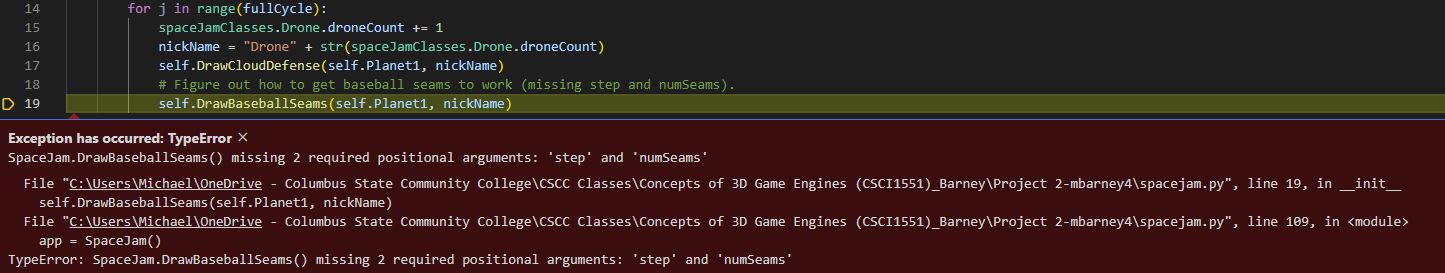 14 for j in range(fullCycle):
15 spaceJamClasses.Drone.droneCount += 1
16 nickName = "Drone" + str(spaceJamClasses.Drone.droneCount)
17 self.DrawCloudDefense(self.Planet1, nickName)
18 # Figure out how to get baseball seams to work (missing step and numSeams).
19 self.DrawBaseballSeams(self.Planet1, nickName)
Exception has occurred: TypeError ×
SpaceJam.DrawBaseballSeams() missing 2 required positional arguments: 'step' and 'numSeams'
File "C:\Users\Michael\OneDrive - Columbus State Community College\CSCC Classes\Concepts of 3D Game Engines (CSCI1551)_Barney\Project 2-mbarney4\spacejam.py", line 19, in __init__
self.DrawBaseballSeams(self.Planet1, nickName)
File "C:\Users\Michael\OneDrive - Columbus State Community College\CSCC Classes\Concepts of 3D Game Engines (CSCI1551)_Barney\Project 2-mbarney4\spacejam.py", line 109, in <module>
app = SpaceJam()
TypeError: SpaceJam.DrawBaseballSeams() missing 2 required positional arguments: 'step' and 'numSeams'